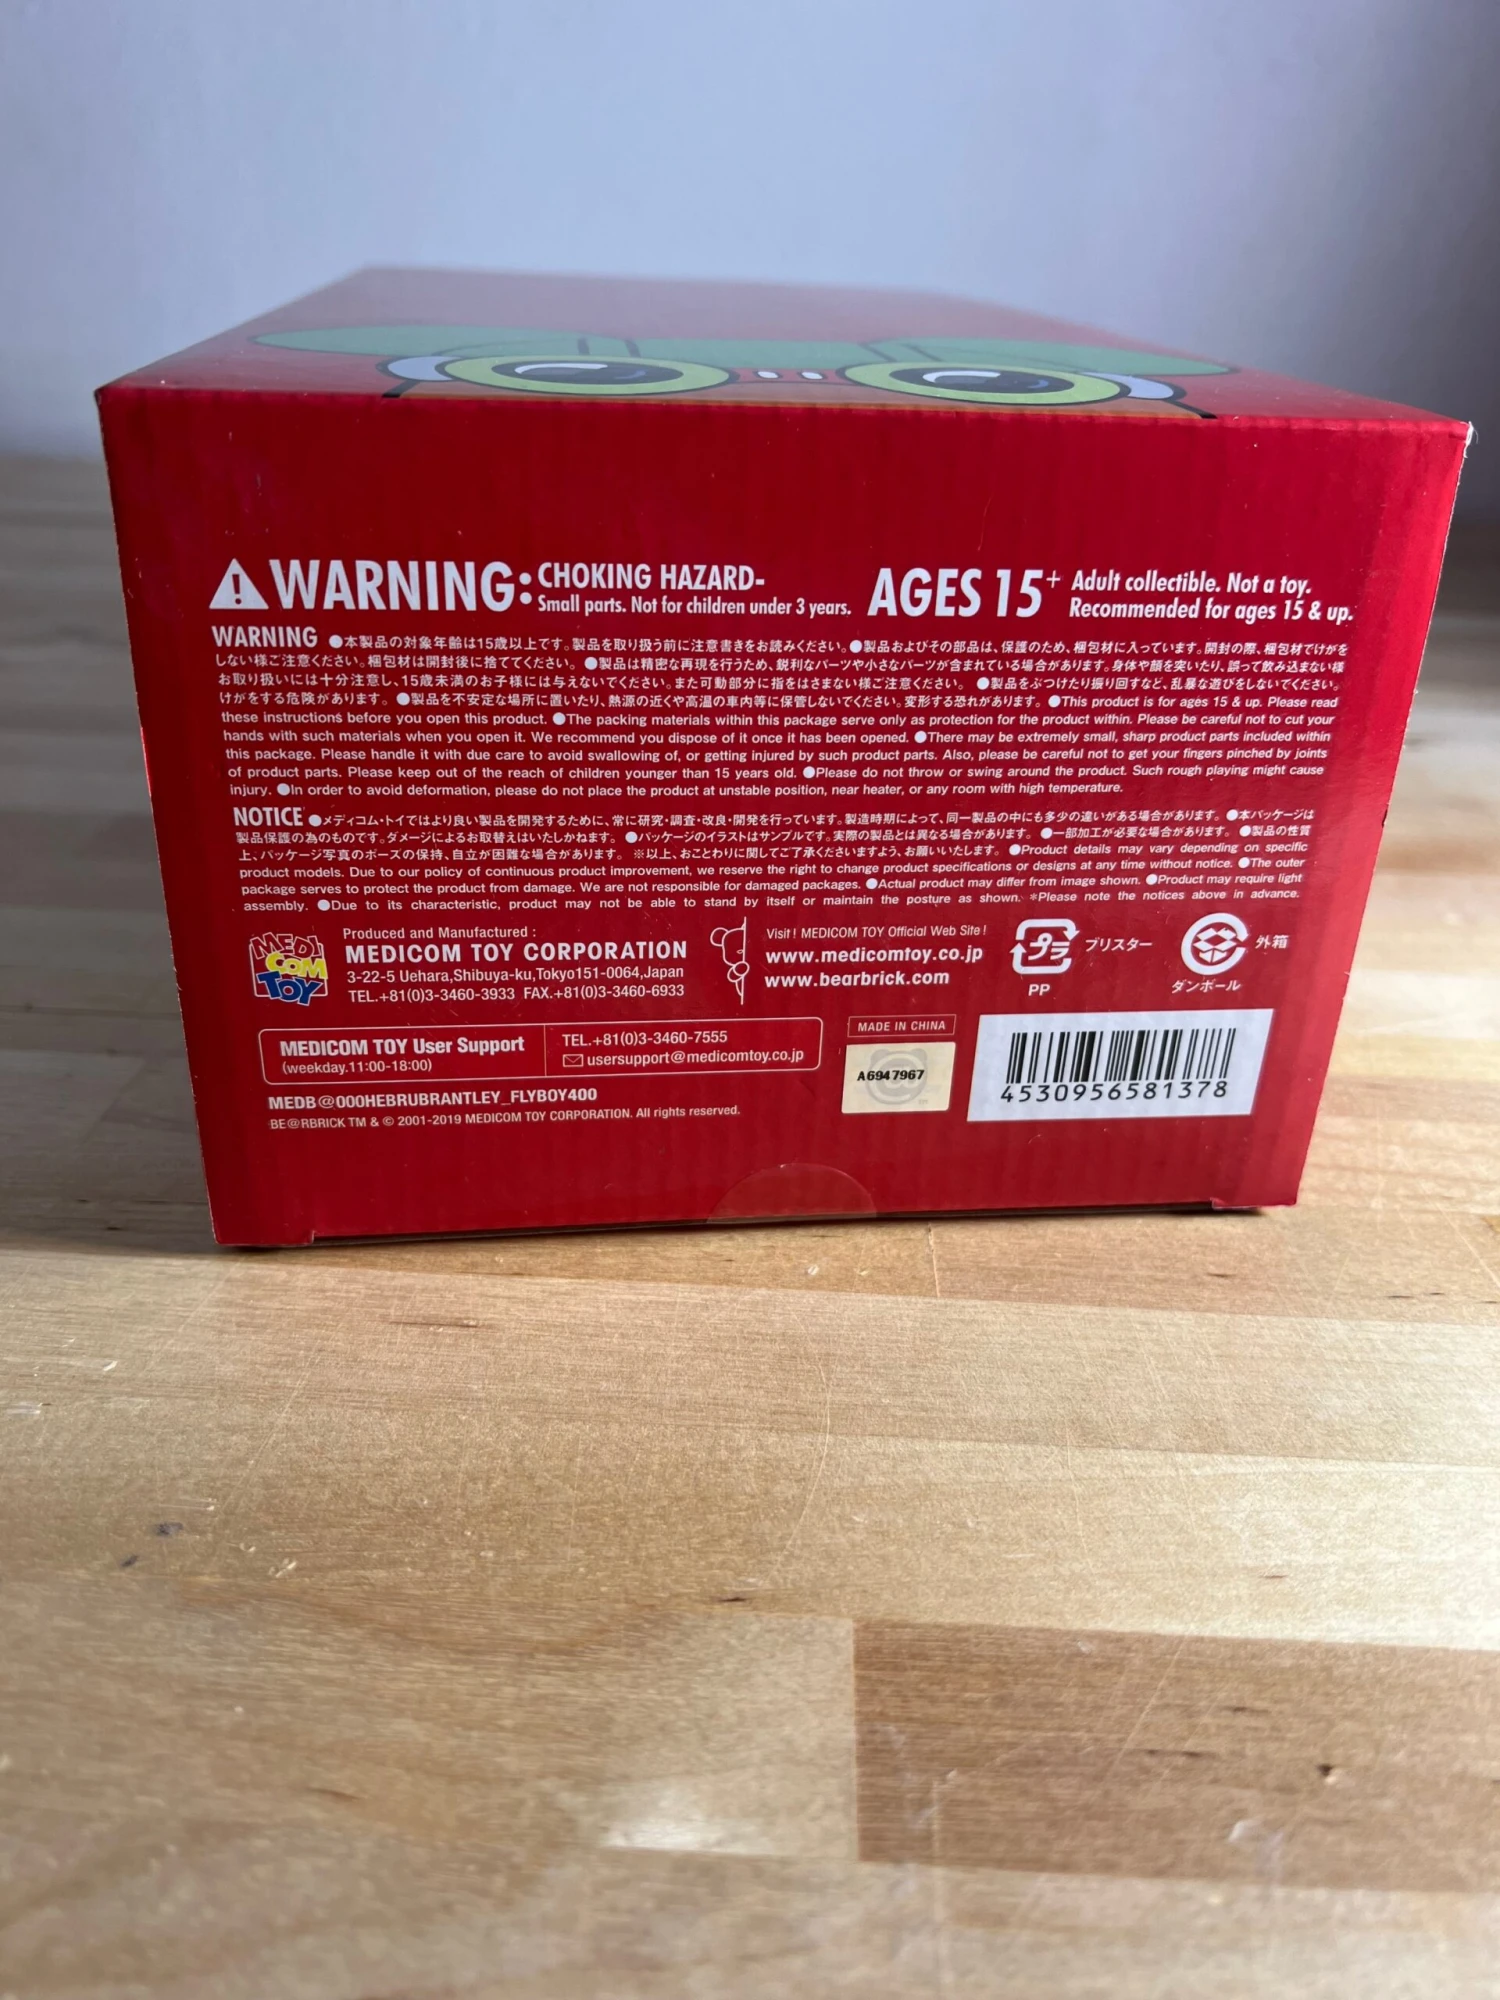 WARNING: CHOKING HAZARD-
Small parts. Not for children under 3 years.
AGES 15+ Adult collectible. Not a toy.
Recommended for ages 15 & up.
WARNING ●本製品の対象年齢は15歳以上です。製品を取り扱う前に注意書きをお読みください。●製品およびその部品は、保護のため、梱包材に入っています。開封の際、梱包材でけがを
しない様ご注意ください。梱包材は開封後に捨ててください。 ●製品は精密な再現を行うため、鋭利なパーツや小さなパーツが含まれている場合があります。身体や顔を突いたり、誤って飲み込まない様
お取り扱いには十分注意し、15歳未満のお子様には与えないでください。また可動部分に指をはさまない様ご注意ください。 ●製品をぶつけたり振り回すなど、乱暴な遊びをしないでください。
けがをする危険があります。 ●製品を不安定な場所に置いたり、熱源の近くや高温の車内等に保管しないでください。変形する恐れがあります。 ●This product is for ages 15 & up. Please read
these instructions before you open this product. ●The packing materials within this package serve only as protection for the product within. Please be careful not to cut your
hands with such materials when you open it. We recommend you dispose of it once it has been opened. ●There may be extremely small, sharp product parts included within
this package. Please handle it with due care to avoid swallowing of, or getting injured by such product parts. Also, please be careful not to get your fingers pinched by joints
of product parts. Please keep out of the reach of children younger than 15 years old. ●Please do not throw or swing around the product. Such rough playing might cause
injury. ●In order to avoid deformation, please do not place the product at unstable position, near heater, or any room with high temperature.
NOTICE ●メディコム・トイではより良い製品を開発するために、常に研究・調査・改良・開発を行っています。製造時期によって、同一製品の中にも多少の違いがある場合があります。 ●本パッケージは
製品保護の為のものです。ダメージによるお取替えはいたしかねます。 ●パッケージのイラストはサンプルです。実際の製品とは異なる場合があります。 ●一部加工が必要な場合があります。 ●製品の性質
上、パッケージ写真のポーズの保持、自立が困難な場合があります。 ※以上、おことわりに関してご了承くださいますよう、お願いいたします。 ●Product details may vary depending on specific
product models. Due to our policy of continuous product improvement, we reserve the right to change product specifications or designs at any time without notice. ●The outer
package serves to protect the product from damage. We are not responsible for damaged packages. ●Actual product may differ from image shown. ●Product may require light
assembly. ●Due to its characteristic, product may not be able to stand by itself or maintain the posture as shown. *Please note the notices above in advance.
MEDI
COM
TOY
Produced and Manufactured :
MEDICOM TOY CORPORATION
3-22-5 Uehara,Shibuya-ku,Tokyo151-0064,Japan
TEL.+81(0)3-3460-3933 FAX.+81(0)3-3460-6933
Visit! MEDICOM TOY Official Web Site!
www.medicomtoy.co.jp
www.bearbrick.com
プラ
ブリスター
PP
外箱
ダンボール
MEDICOM TOY User Support
(weekday.11:00-18:00)
TEL.+81(0)3-3460-7555
usersupport@medicomtoy.co.jp
MADE IN CHINA
A6947967
4530956581378
MEDB@000HEBRUBRANTLEY_FLYBOY400
BE@RBRICK TM & © 2001-2019 MEDICOM TOY CORPORATION. All rights reserved.